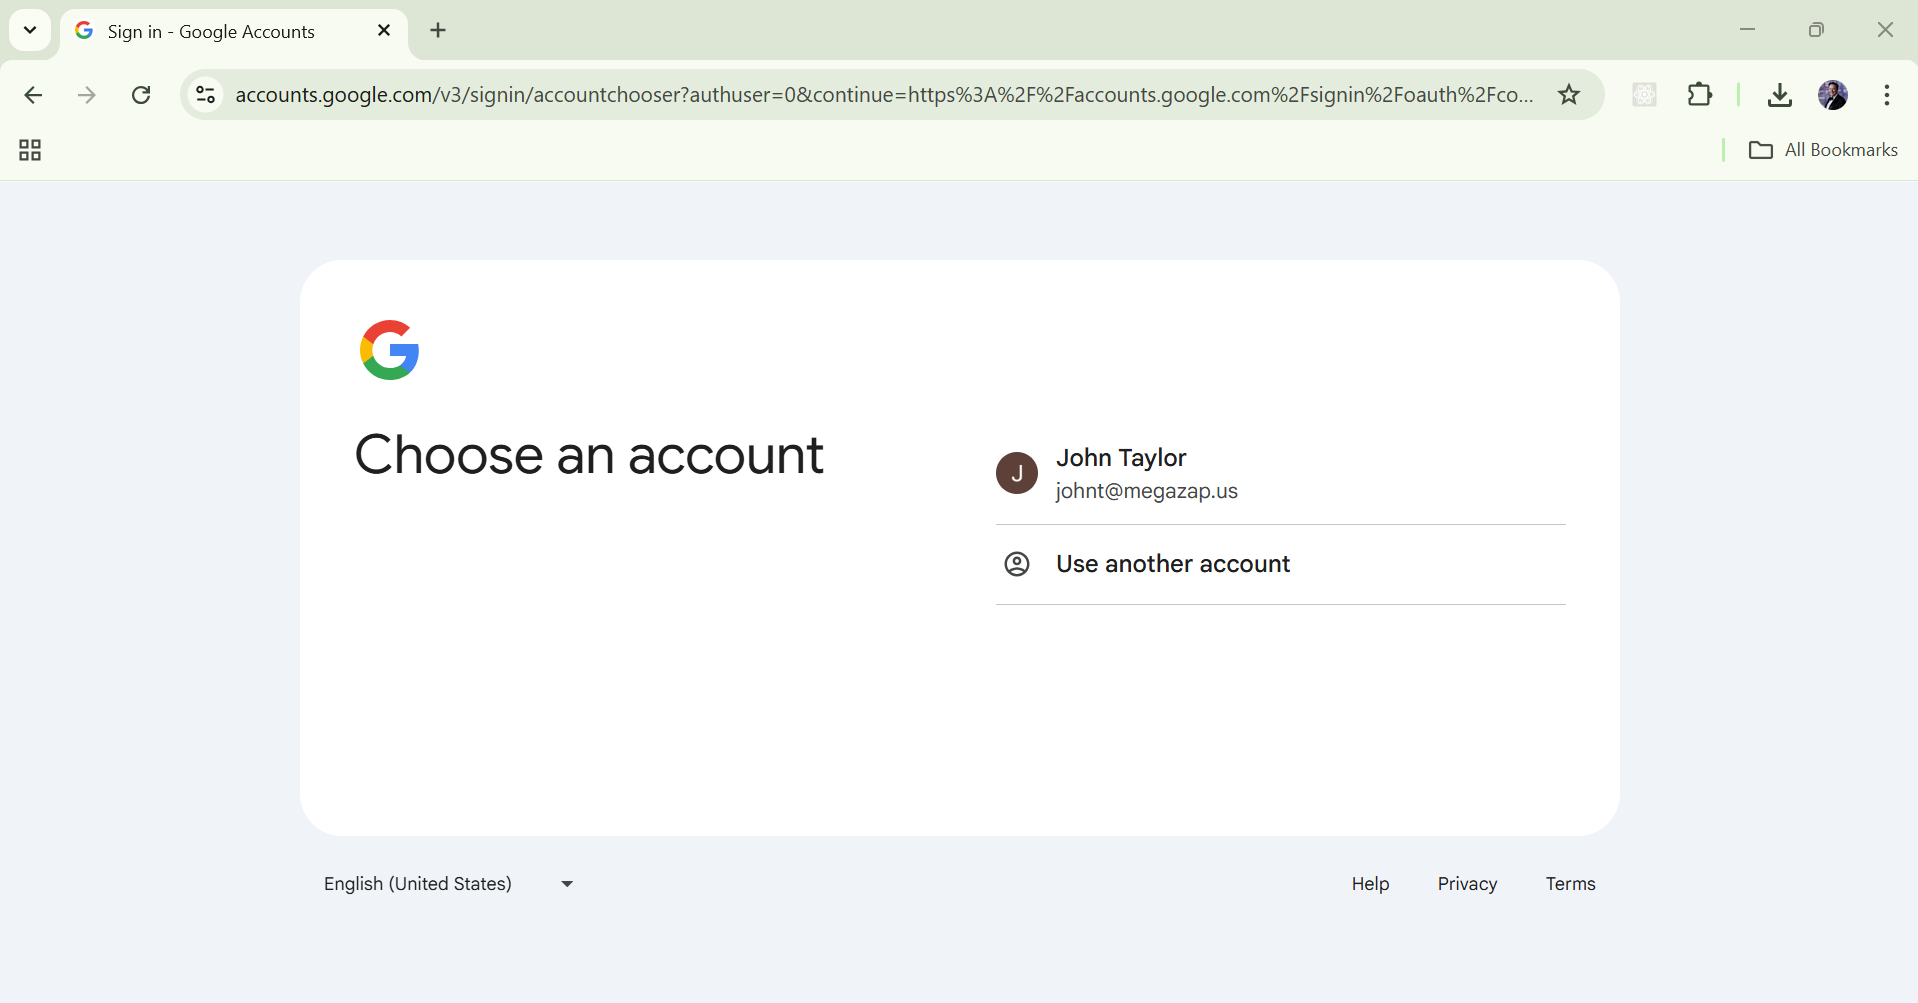 Sign in - Google Accounts
accounts.google.com/v3/signin/accountchooser?authuser=0&continue=https%3A%2F%2Faccounts.google.com%2Fsignin%2Foauth%2Fco...
All Bookmarks
Choose an account
J
John Taylor
johnt@megazap.us
Use another account
English (United States)
Help
Privacy
Terms